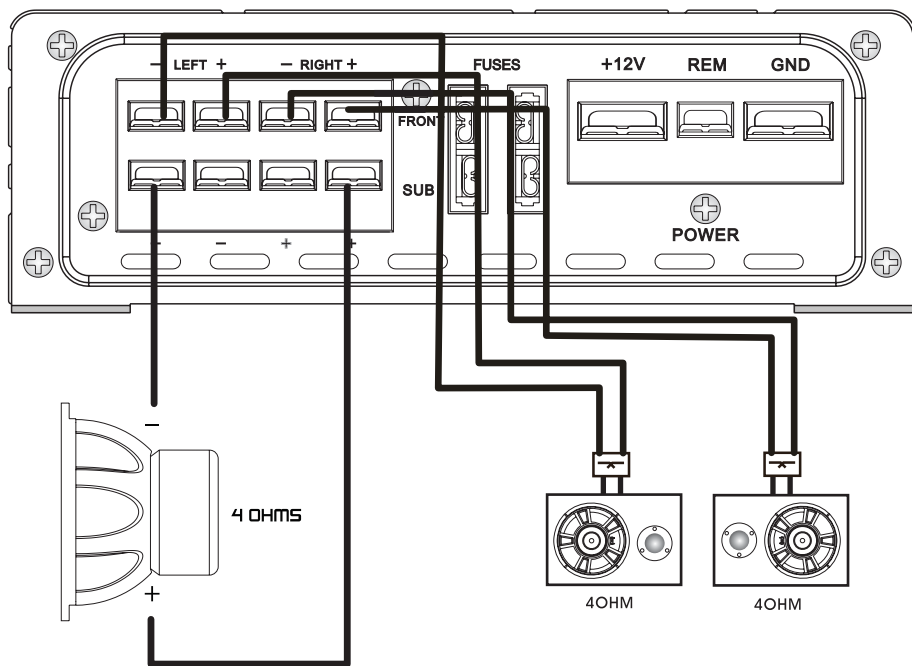 − LEFT + − RIGHT + FUSES +12V REM GND
FRONT
SUB
− + +
POWER
−
4 OHMS
+
4OHM 4OHM